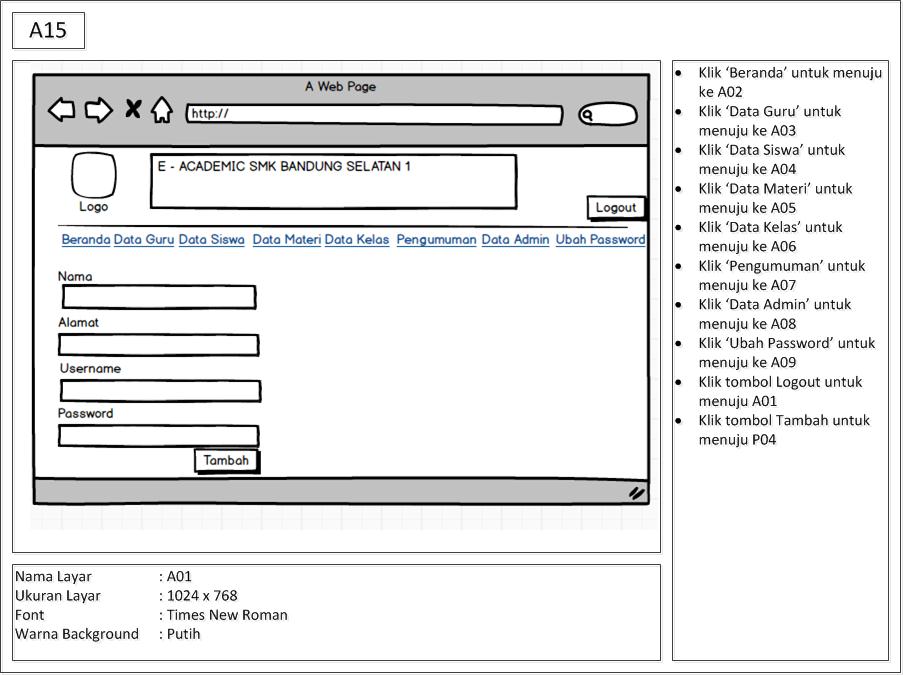 A15
A Web Page
http://
E - ACADEMIC SMK BANDUNG SELATAN 1
Logo
Logout
Beranda Data Guru Data Siswa Data Materi Data Kelas Pengumuman Data Admin Ubah Password
Nama
Alamat
Username
Password
Tambah
• Klik ‘Beranda’ untuk menuju
ke A02
• Klik ‘Data Guru’ untuk
menuju ke A03
• Klik ‘Data Siswa’ untuk
menuju ke A04
• Klik ‘Data Materi’ untuk
menuju ke A05
• Klik ‘Data Kelas’ untuk
menuju ke A06
• Klik ‘Pengumuman’ untuk
menuju ke A07
• Klik ‘Data Admin’ untuk
menuju ke A08
• Klik ‘Ubah Password’ untuk
menuju ke A09
• Klik tombol Logout untuk
menuju A01
• Klik tombol Tambah untuk
menuju P04
Nama Layar : A01
Ukuran Layar : 1024 x 768
Font : Times New Roman
Warna Background : Putih